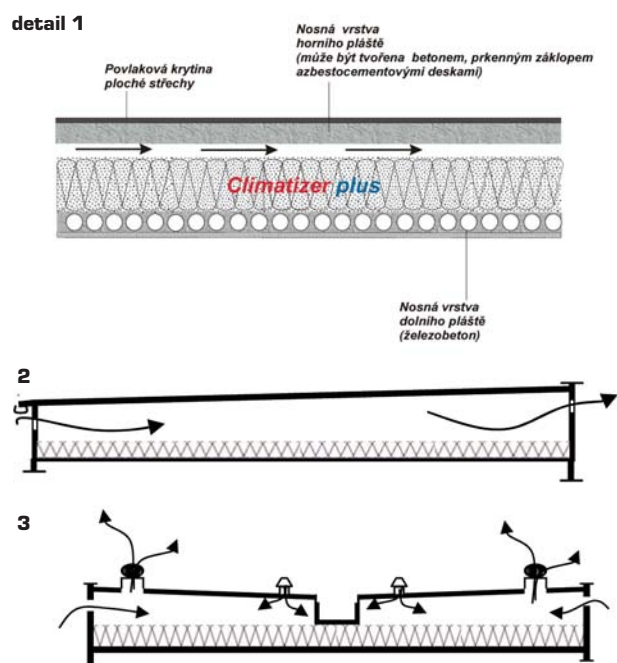 detail 1
Nosná vrstva
horního pláště
(může být tvořena betonem, prkenným záklopem
azbestocementovými deskami)
Povlaková krytina
ploché střechy
Climatizer plus
Nosná vrstva
dolního pláště
(železobeton)
2
3